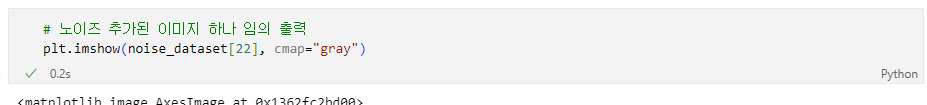 # 노이즈 추가된 이미지 하나 임의 출력
plt.imshow(noise_dataset[22], cmap="gray")
0.2s
Python
<matplotlib.image.AxesImage at 0x1362fc2bd00>